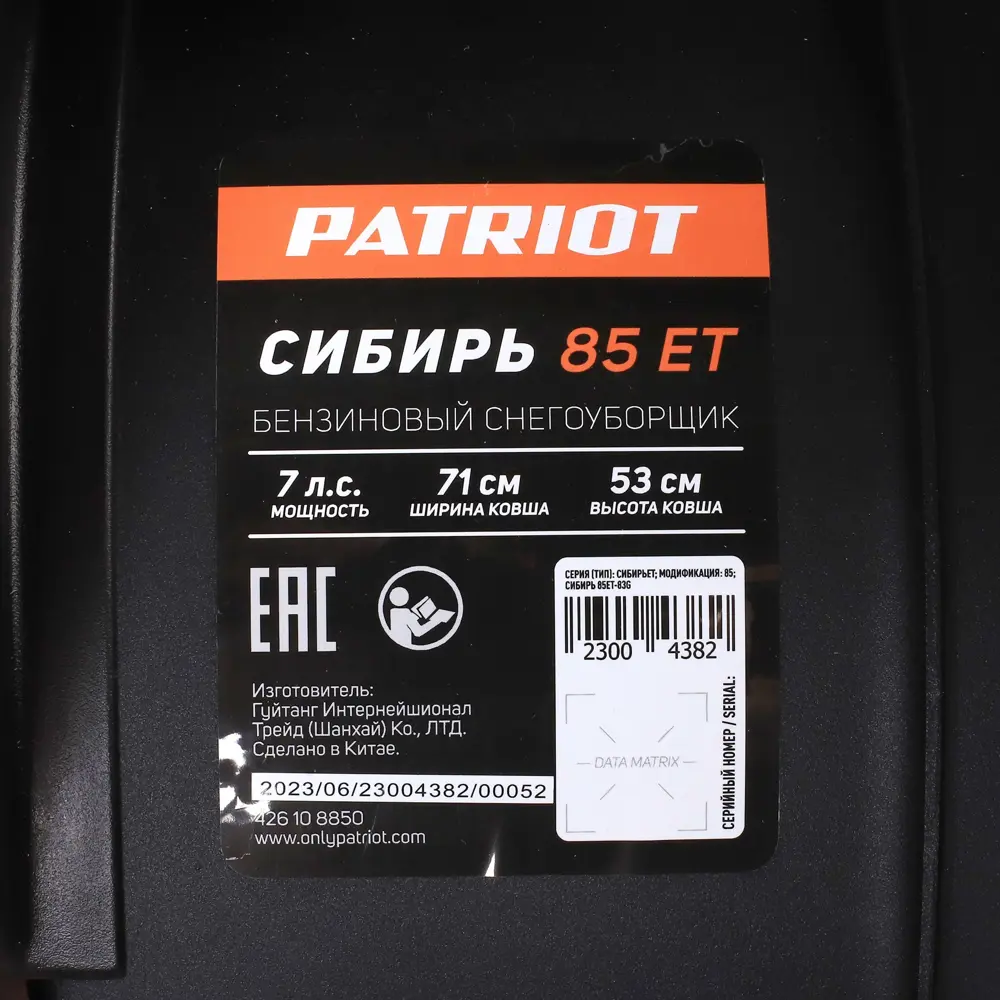 PATRIOT
СИБИРЬ 85 ET
БЕНЗИНОВЫЙ СНЕГОУБОРЩИК
7 л.с. 71 см 53 см
МОЩНОСТЬ ШИРИНА КОВША ВЫСОТА КОВША
EAC
СЕРИЯ (ТИП): СИБИРЬET; МОДИФИКАЦИЯ: 85;
СИБИРЬ 85ET-83G
2300 4382
DATA MATRIX
СЕРИЙНЫЙ НОМЕР / SERIAL:
Изготовитель:
Гуйтанг Интернейшионал
Трейд (Шанхай) Ко., ЛТД.
Сделано в Китае.
2023/06/23004382/00052
426 10 8850
www.onlypatriot.com